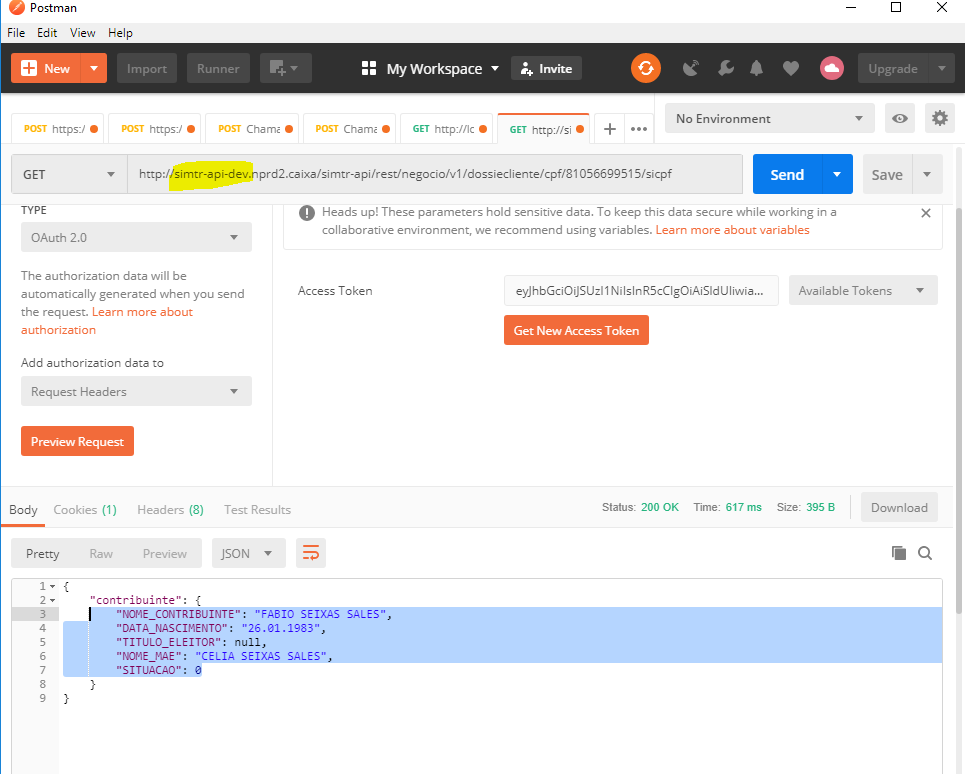 Postman
File Edit View Help
New Import Runner My Workspace Invite Upgrade
POST https:/ POST https:/ POST Chama POST Chama GET http://lc GET http://si No Environment
GET http://simtr-api-dev.nprd2.caixa/simtr-api/rest/negocio/v1/dossiecliente/cpf/81056699515/sicpf Send Save
TYPE
OAuth 2.0
The authorization data will be
automatically generated when you send
the request. Learn more about
authorization
Add authorization data to
Request Headers
Preview Request
Heads up! These parameters hold sensitive data. To keep this data secure while working in a
collaborative environment, we recommend using variables. Learn more about variables
Access Token eyJhbGciOiJSUzI1NiIsInR5cCIgOiAiSldUIiwia... Available Tokens
Get New Access Token
Body Cookies (1) Headers (8) Test Results Status: 200 OK Time: 617 ms Size: 395 B Download
Pretty Raw Preview JSON
1 {
2 "contribuinte": {
3 "NOME_CONTRIBUINTE": "FABIO SEIXAS SALES",
4 "DATA_NASCIMENTO": "26.01.1983",
5 "TITULO_ELEITOR": null,
6 "NOME_MAE": "CELIA SEIXAS SALES",
7 "SITUACAO": 0
8 }
9 }